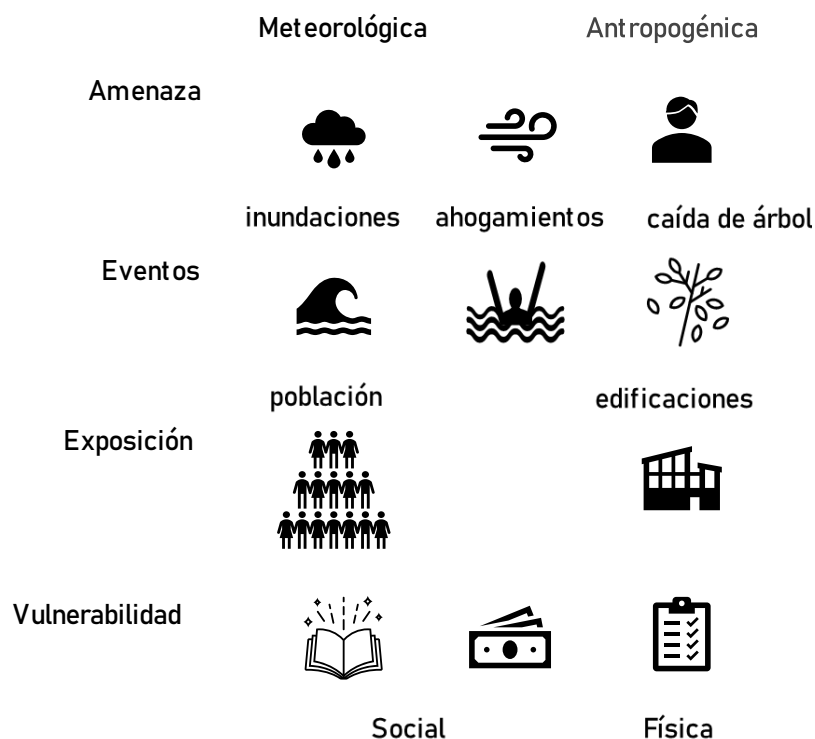 Meteorológica
Antropogénica
Amenaza
inundaciones
ahogamientos
caída de árbol
Eventos
población
edificaciones
Exposición
Vulnerabilidad
Social
Física